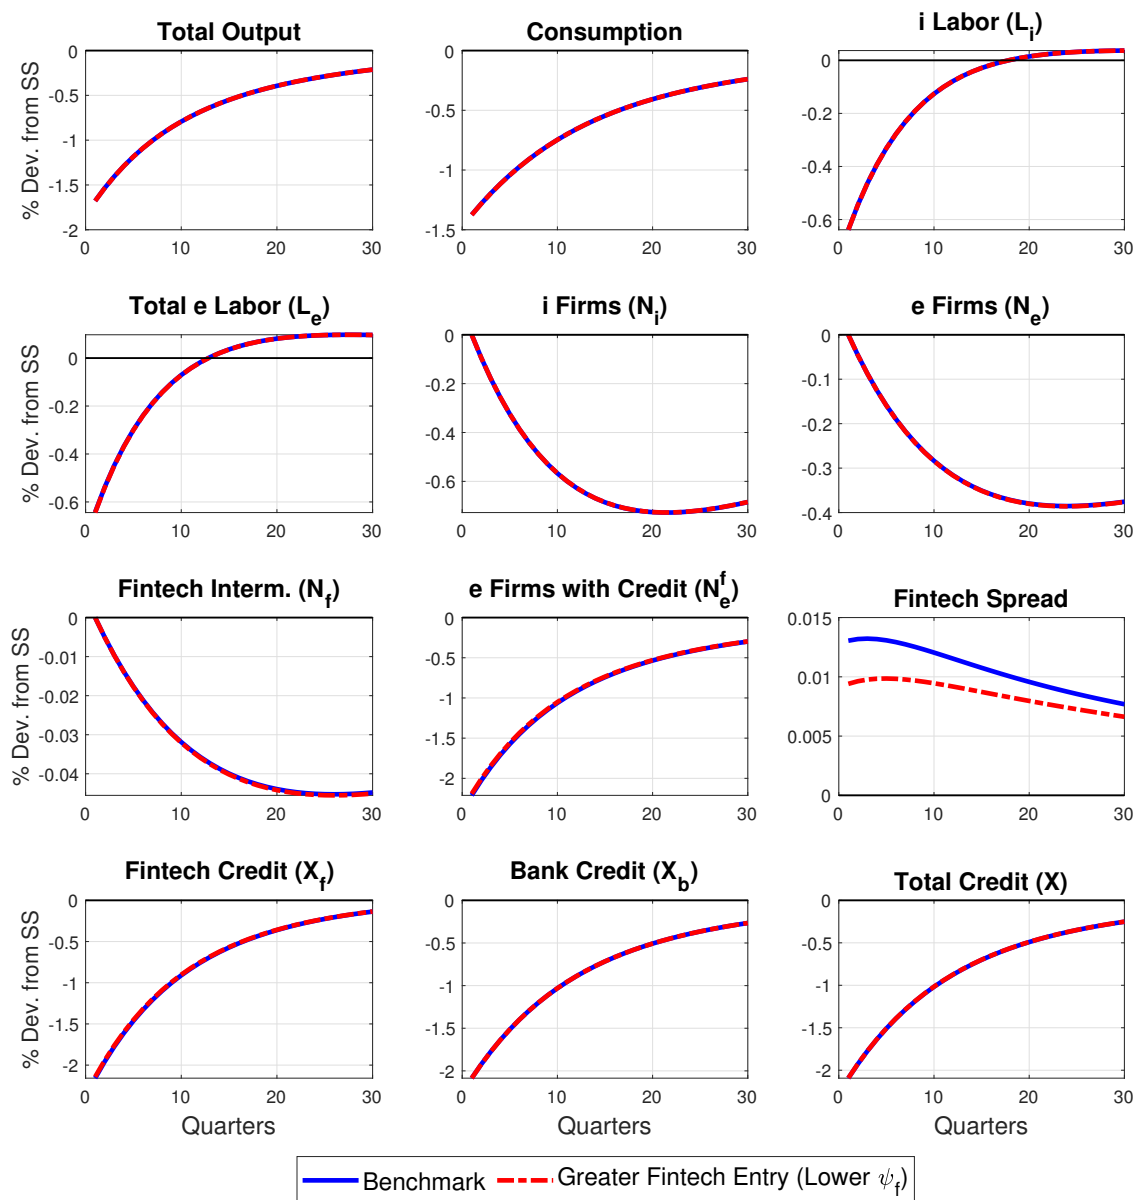 Total Output
Consumption
i Labor (L_i)
% Dev. from SS
0
-0.5
-1
-1.5
-2
0 10 20 30
0
-0.5
-1
-1.5
0 10 20 30
0
-0.2
-0.4
-0.6
0 10 20 30
Total e Labor (L_e)
i Firms (N_i)
e Firms (N_e)
% Dev. from SS
0
-0.2
-0.4
-0.6
0 10 20 30
0
-0.2
-0.4
-0.6
0 10 20 30
0
-0.1
-0.2
-0.3
-0.4
0 10 20 30
Fintech Interm. (N_f)
e Firms with Credit (N_e^f)
Fintech Spread
% Dev. from SS
0
-0.01
-0.02
-0.03
-0.04
0 10 20 30
0
-0.5
-1
-1.5
-2
0 10 20 30
0.015
0.01
0.005
0
0 10 20 30
Fintech Credit (X_f)
Bank Credit (X_b)
Total Credit (X)
% Dev. from SS
0
-0.5
-1
-1.5
-2
0 10 20 30
Quarters
0
-0.5
-1
-1.5
-2
0 10 20 30
Quarters
0
-0.5
-1
-1.5
-2
0 10 20 30
Quarters
Benchmark
Greater Fintech Entry (Lower ψ_f)